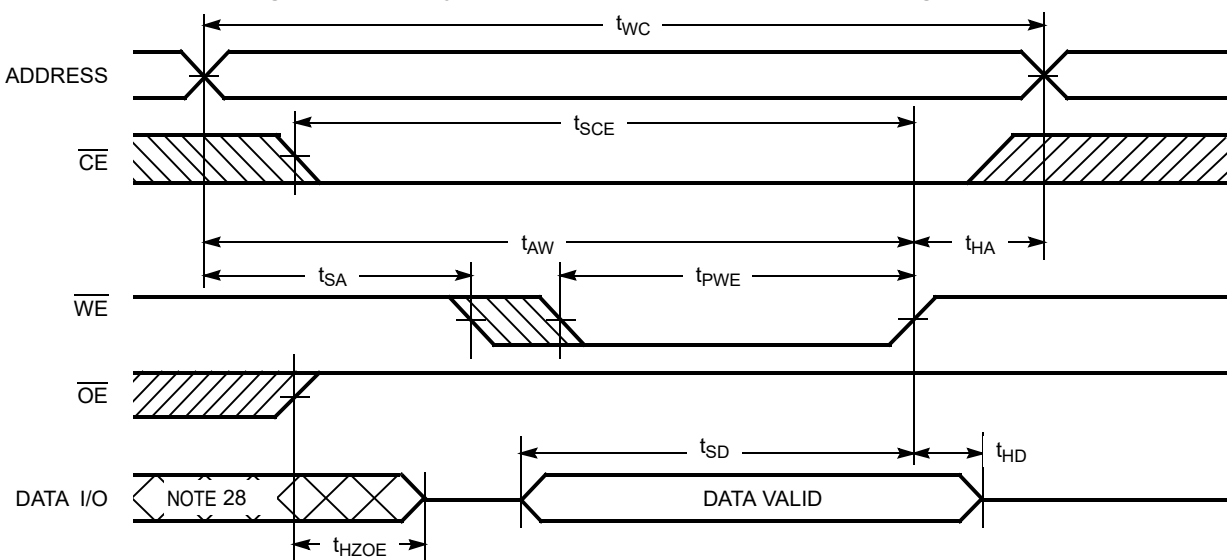 tWC
ADDRESS
tSCE
CE
tAW
tHA
tSA
tPWE
WE
OE
tSD
tHD
DATA I/O
NOTE 28
DATA VALID
tHZOE